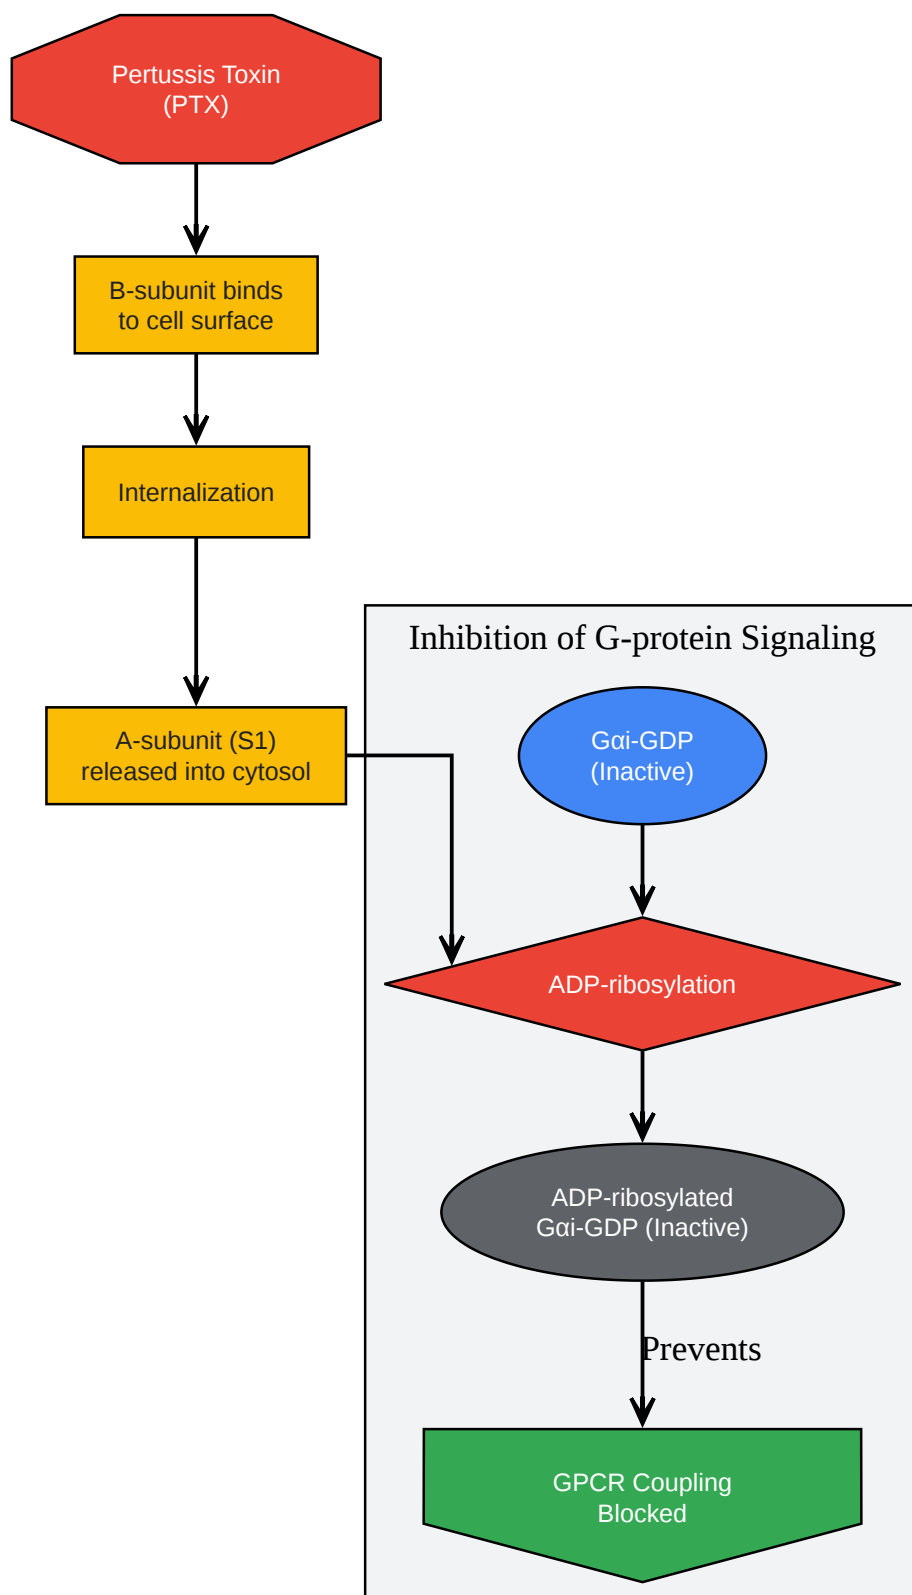 Pertussis Toxin
(PTX)
B-subunit binds
to cell surface
Internalization
A-subunit (S1)
released into cytosol
Inhibition of G-protein Signaling
Gαi-GDP
(Inactive)
ADP-ribosylation
ADP-ribosylated
Gαi-GDP (Inactive)
Prevents
GPCR Coupling
Blocked